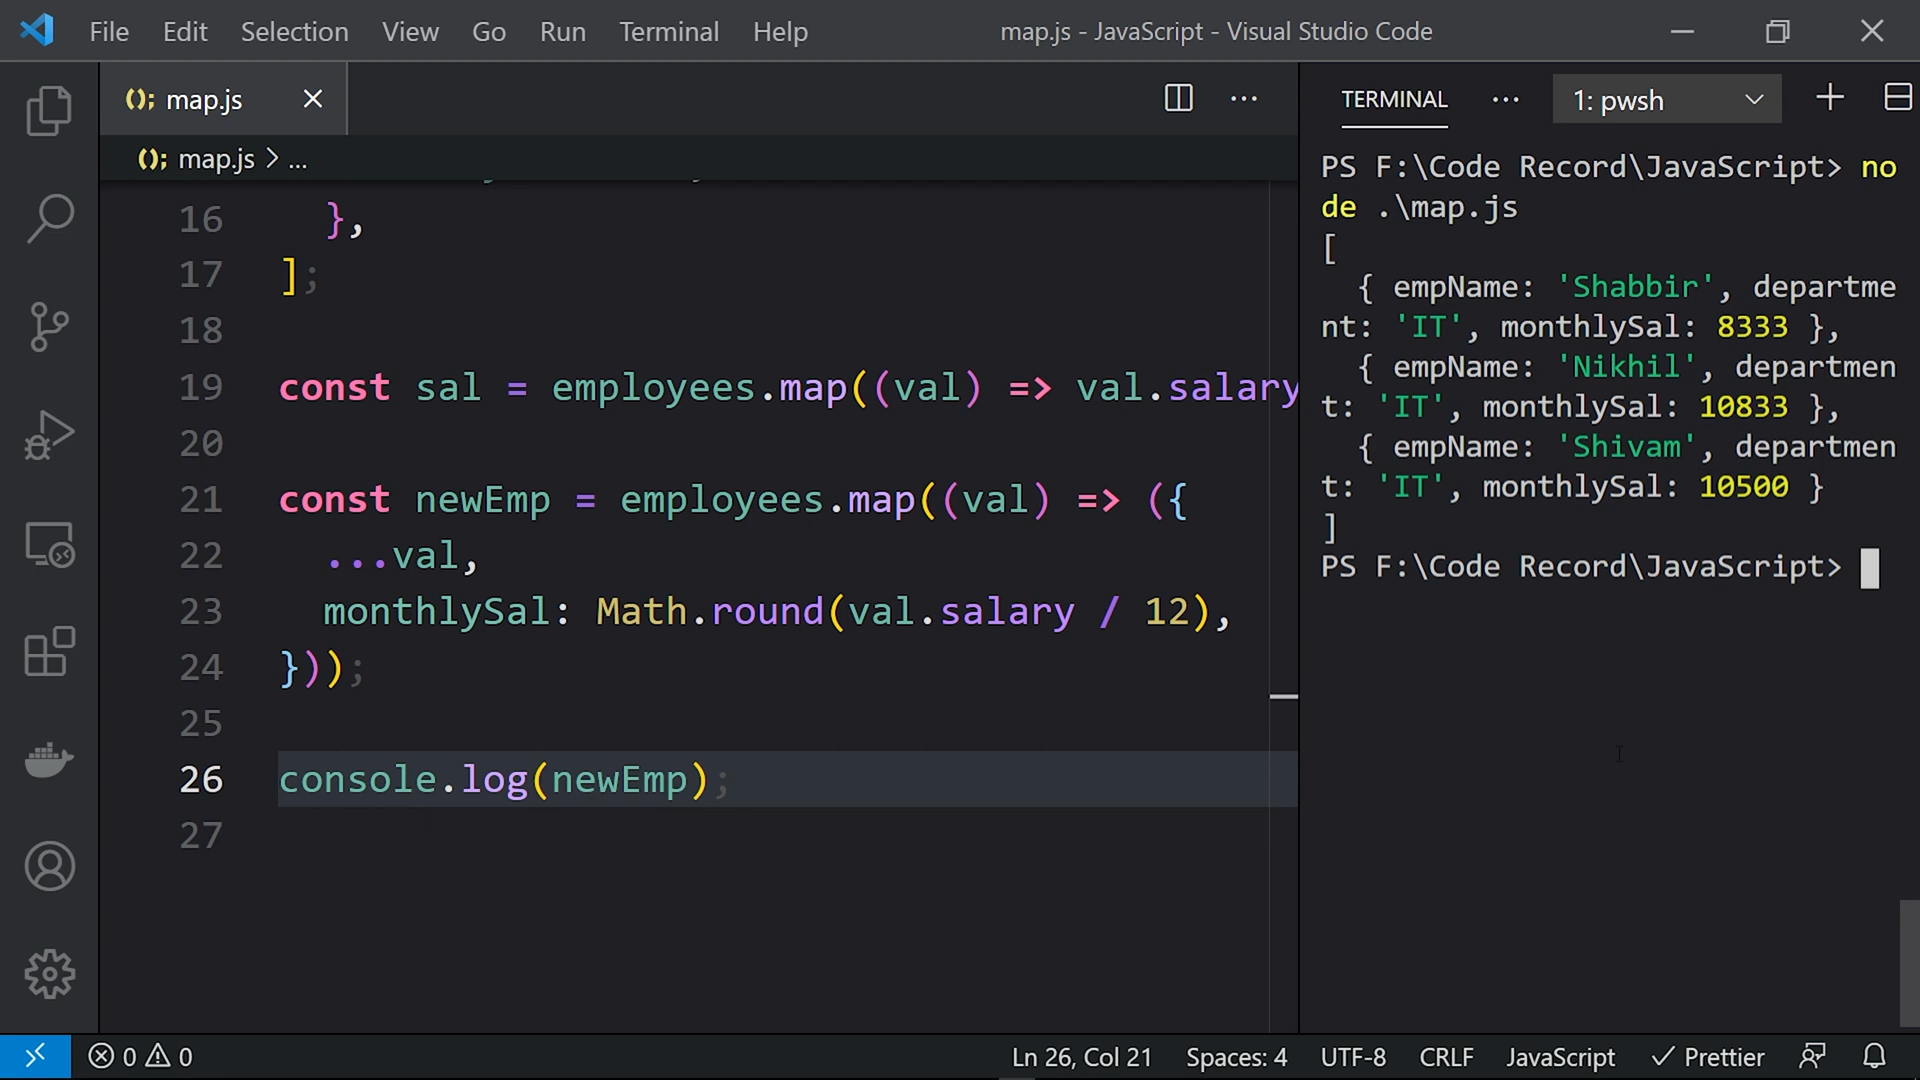 File Edit Selection View Go Run Terminal Help map.js - JavaScript - Visual Studio Code
map.js
map.js > ...
16 },
17 ];
18
19 const sal = employees.map((val) => val.salary
20
21 const newEmp = employees.map((val) => ({
22 ...val,
23 monthlySal: Math.round(val.salary / 12),
24 }));
25
26 console.log(newEmp);
27
TERMINAL ... 1: pwsh
PS F:\Code Record\JavaScript> no
de .\map.js
[
{ empName: 'Shabbir', departme
nt: 'IT', monthlySal: 8333 },
{ empName: 'Nikhil', departmen
t: 'IT', monthlySal: 10833 },
{ empName: 'Shivam', departmen
t: 'IT', monthlySal: 10500 }
]
PS F:\Code Record\JavaScript>
0 0 Ln 26, Col 21 Spaces: 4 UTF-8 CRLF JavaScript Prettier